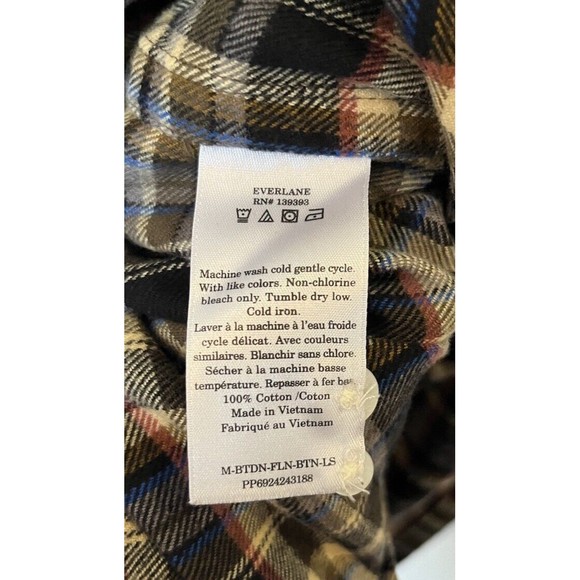 EVERLANE
RN# 139393
Machine wash cold gentle cycle.
With like colors. Non-chlorine
bleach only. Tumble dry low.
Cold iron.
Laver à la machine à l'eau froide
cycle délicat. Avec couleurs
similaires. Blanchir sans chlore.
Sécher à la machine basse
température. Repasser à fer bas
100% Cotton /Coton
Made in Vietnam
Fabriqué au Vietnam
M-BTDN-FLN-BTN-LS
PP6924243188